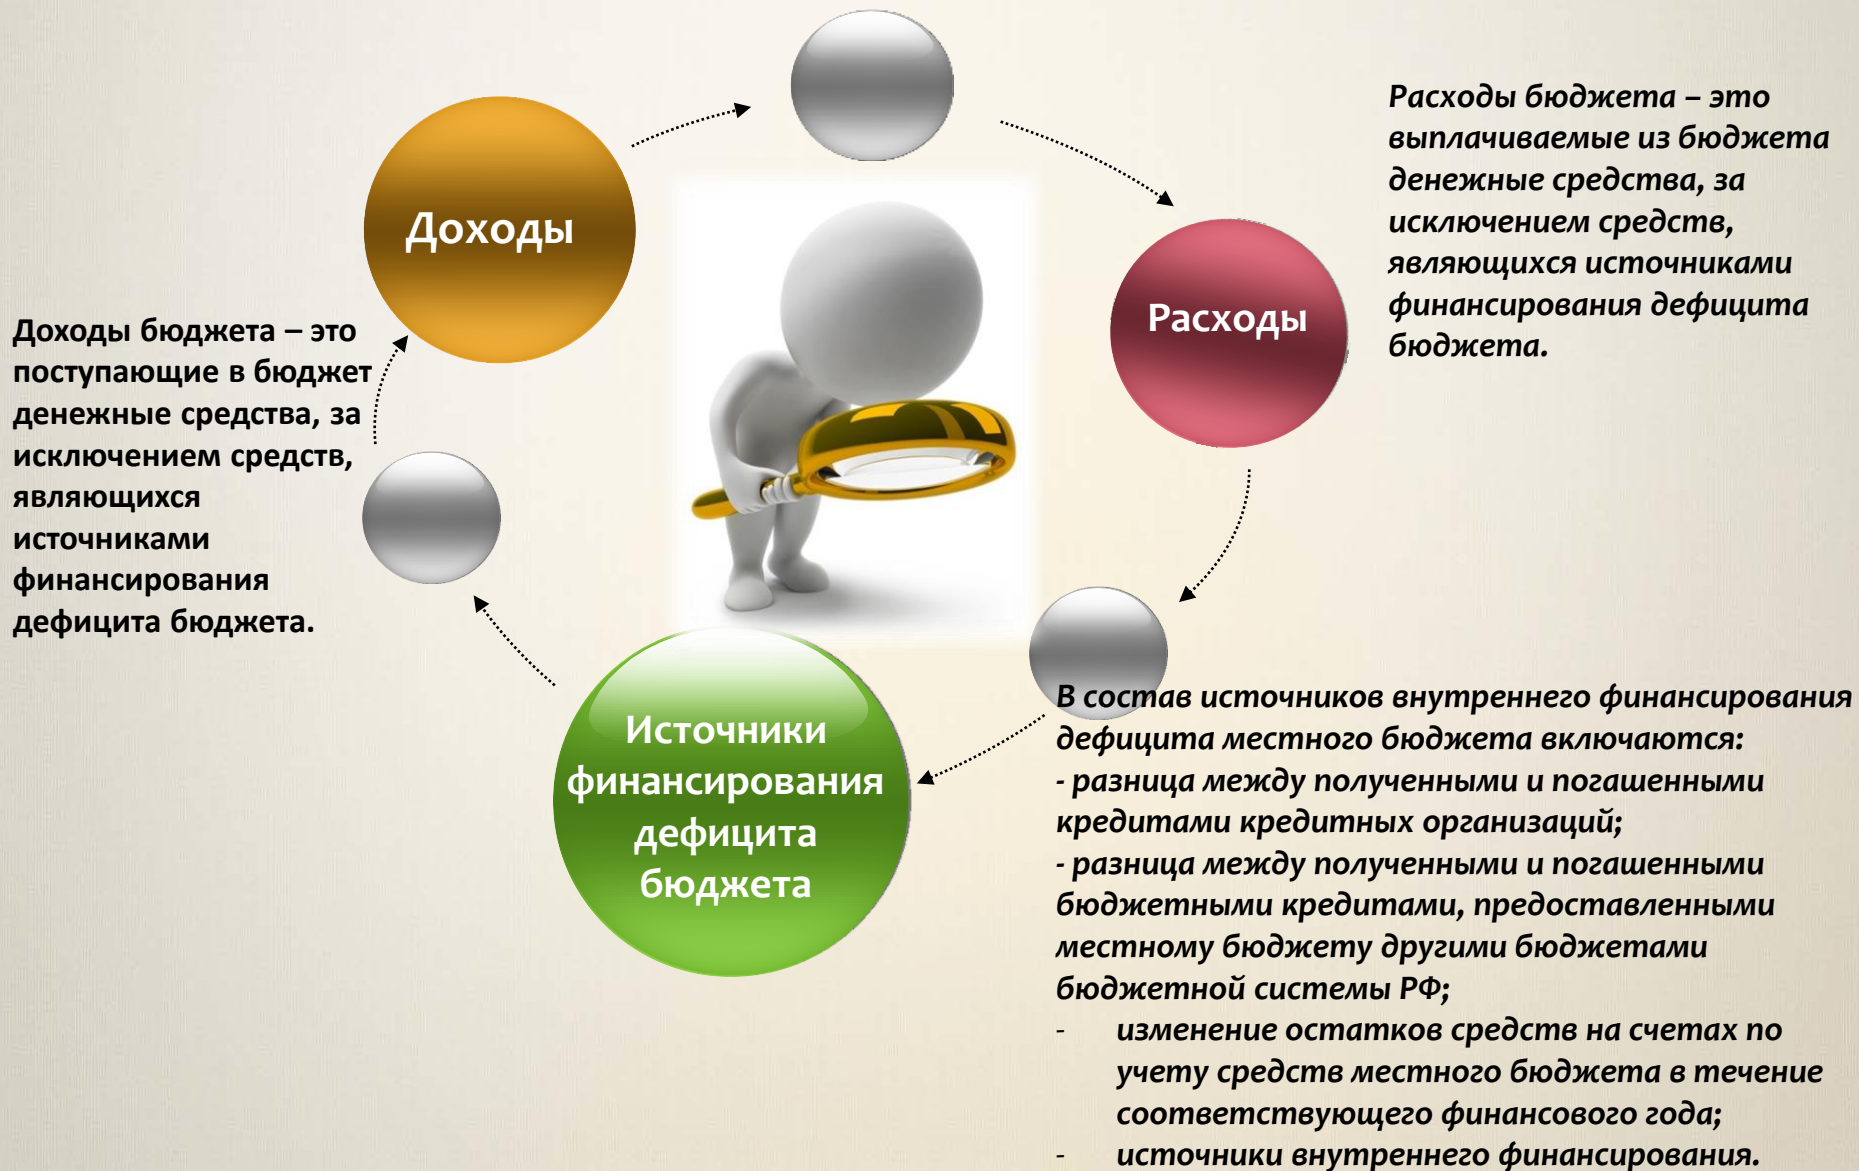 Доходы
Доходы бюджета – это
поступающие в бюджет
денежные средства, за
исключением средств,
являющихся
источниками
финансирования
дефицита бюджета.
Расходы
Расходы бюджета – это
выплачиваемые из бюджета
денежные средства, за
исключением средств,
являющихся источниками
финансирования дефицита
бюджета.
Источники
финансирования
дефицита
бюджета
В состав источников внутреннего финансирования
дефицита местного бюджета включаются:
- разница между полученными и погашенными
кредитами кредитных организаций;
- разница между полученными и погашенными
бюджетными кредитами, предоставленными
местному бюджету другими бюджетами
бюджетной системы РФ;
- изменение остатков средств на счетах по
учету средств местного бюджета в течение
соответствующего финансового года;
- источники внутреннего финансирования.